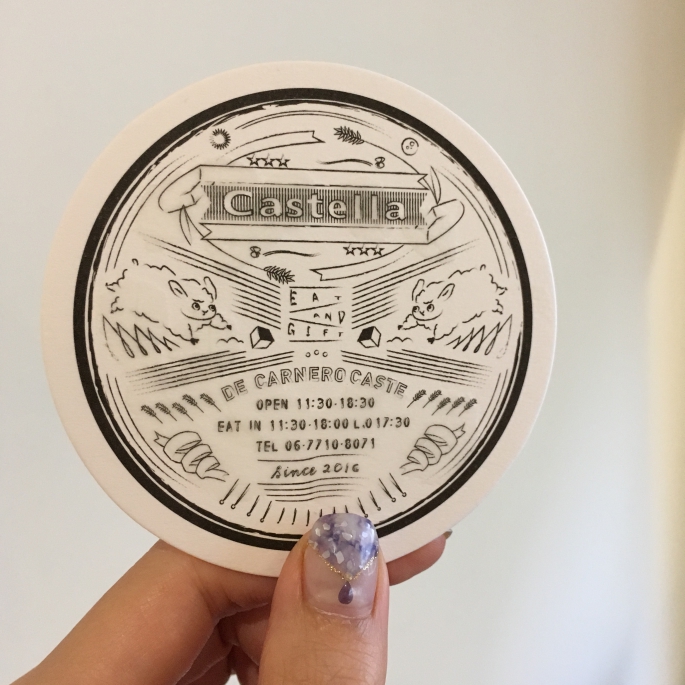 Castella
EAT
AND
GIFT
DE CARNERO CASTE
OPEN 11:30-18:30
EAT IN 11:30-18:00 L.O17:30
TEL 06-7710-8071
Since 2016